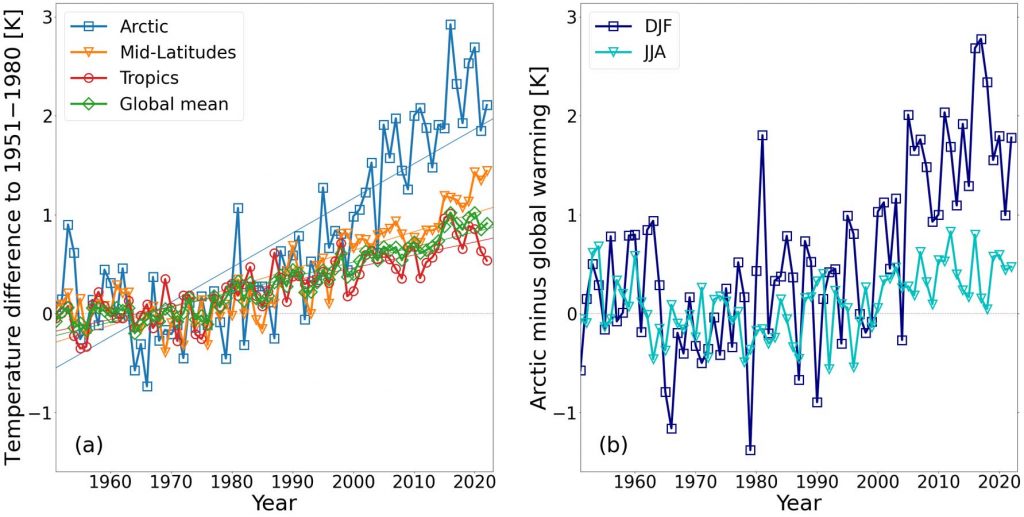 Temperature difference to 1951−1980 [K]
3
2
1
0
−1
Arctic
Mid-Latitudes
Tropics
Global mean
(a)
1960 1970 1980 1990 2000 2010 2020
Year
Arctic minus global warming [K]
3
2
1
0
−1
DJF
JJA
(b)
1960 1970 1980 1990 2000 2010 2020
Year